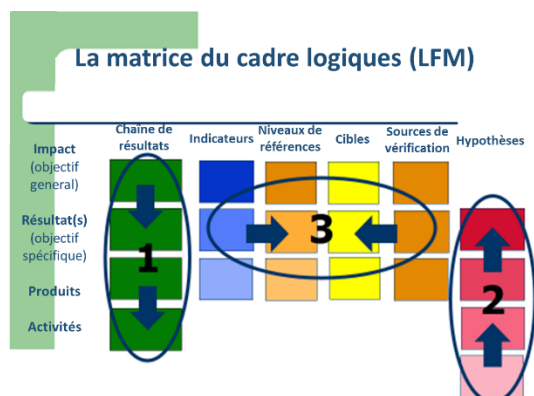 La matrice du cadre logiques (LFM)
Chaîne de
résultats
Indicateurs
Niveaux de
références
Cibles
Sources de
vérification
Hypothèses
Impact
(objectif
general)
Résultat(s)
(objectif
spécifique)
Produits
Activités
1
3
2